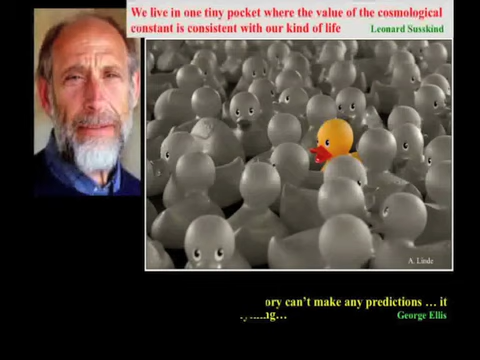 We live in one tiny pocket where the value of the cosmological
constant is consistent with our kind of life
Leonard Susskind
A. Linde
can't make any predictions … it
George Ellis